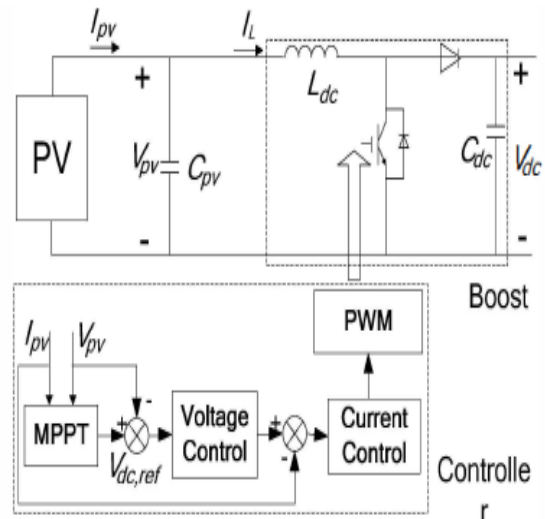 I_pv
I_L
+
L_dc
+
PV
V_pv
C_pv
C_dc
V_dc
-
-
Boost
I_pv
V_pv
PWM
-
MPPT
+
V_dc,ref
Voltage
Control
+
-
Current
Control
Controlle
r